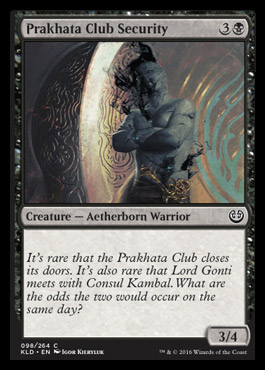 Prakhata Club Security 3
Creature — Aetherborn Warrior
It's rare that the Prakhata Club closes
its doors. It's also rare that Lord Gonti
meets with Consul Kambal. What are
the odds the two would occur on the
same day?
3/4
098/264 C
KLD • EN Igor Kieryluk
™ & © 2016 Wizards of the Coast